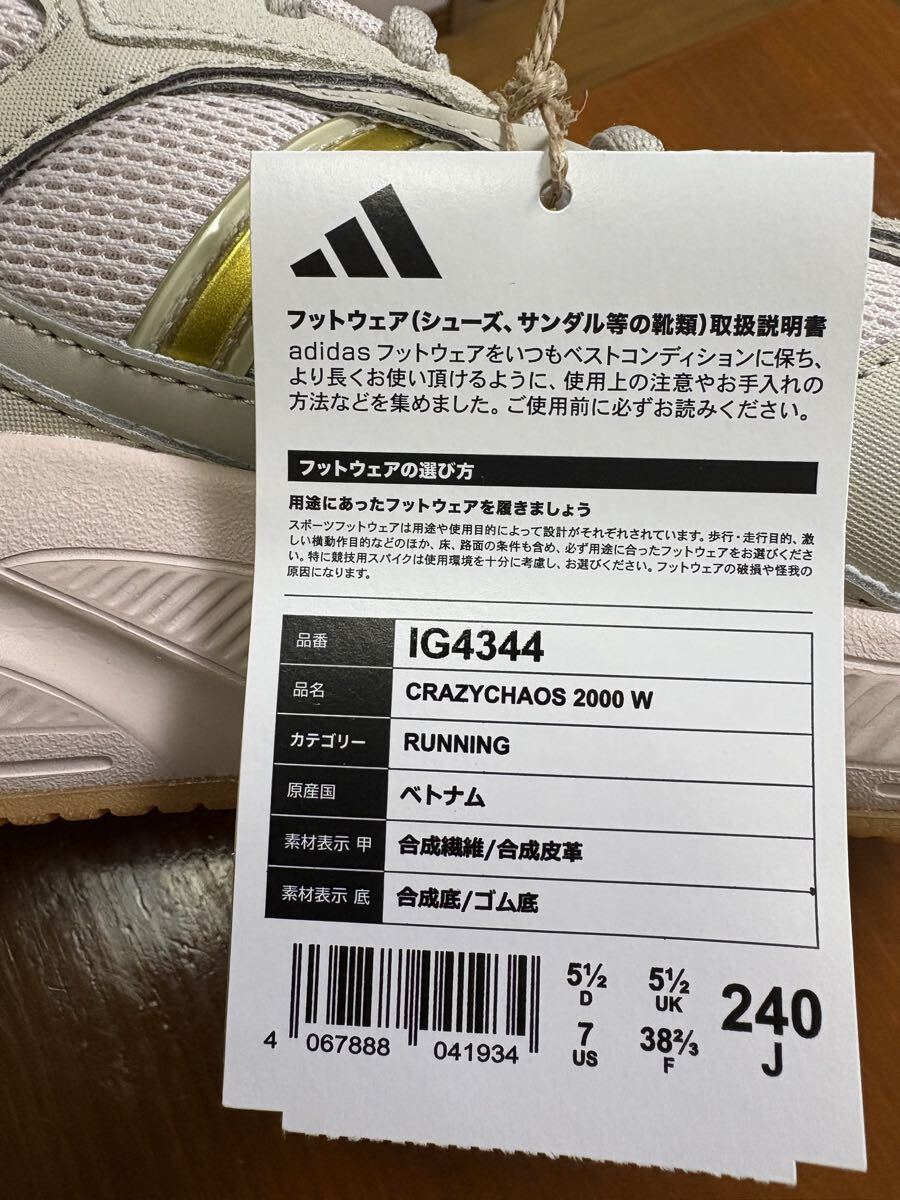 フットウェア(シューズ、サンダル等の靴類)取扱説明書
adidas フットウェアをいつもベストコンディションに保ち、
より長くお使い頂けるように、使用上の注意やお手入れの
方法などを集めました。ご使用前に必ずお読みください。
フットウェアの選び方
用途にあったフットウェアを履きましょう
スポーツフットウェアは用途や使用目的によって設計がそれぞれされています。歩行・走行目的、激
しい横動作目的などのほか、床、路面の条件も含め、必ず用途に合ったフットウェアをお選びくださ
い。特に競技用スパイクは使用環境を十分に考慮し、お選びください。フットウェアの破損や怪我の
原因になります。
品番 IG4344
品名 CRAZYCHAOS 2000 W
カテゴリー RUNNING
原産国 ベトナム
素材表示 甲 合成繊維/合成皮革
素材表示 底 合成底/ゴム底
5½ D 5½ UK
7 US 38⅔ F
240 J
4 067888 041934